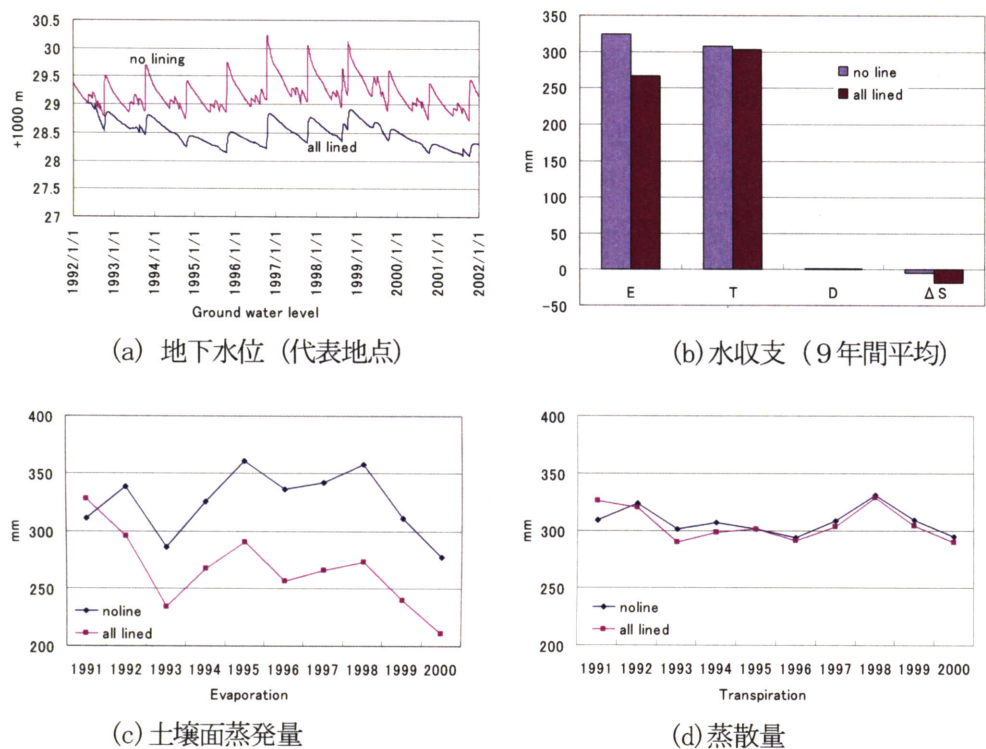 30.5
30
29.5
29
28.5
28
27.5
27
+1000 m
no lining
all lined
1992/1/1
1993/1/1
1994/1/1
1995/1/1
1996/1/1
1997/1/1
1998/1/1
1999/1/1
2000/1/1
2001/1/1
2002/1/1
Ground water level
(a) 地下水位 (代表地点)
350
300
250
200
150
100
50
0
-50
mm
no line
all lined
E T D ΔS
(b) 水収支 (9年間平均)
400
350
300
250
200
mm
noline
all lined
1991 1992 1993 1994 1995 1996 1997 1998 1999 2000
Evaporation
(c) 土壌面蒸発量
400
350
300
250
200
mm
noline
all lined
1991 1992 1993 1994 1995 1996 1997 1998 1999 2000
Transpiration
(d) 蒸散量